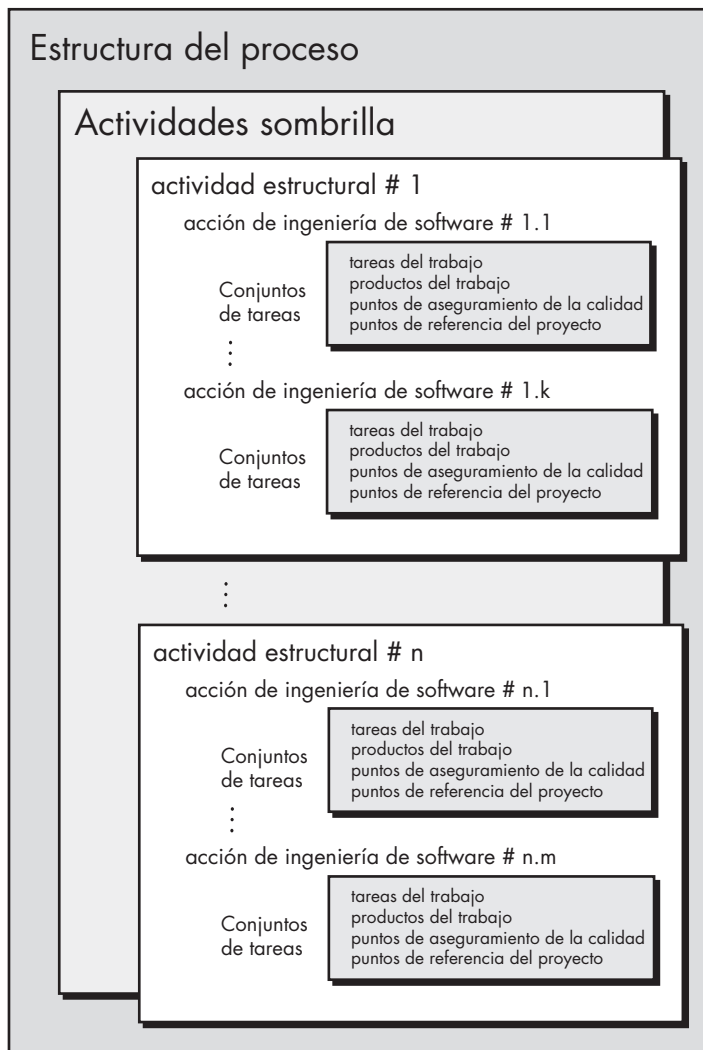 Estructura del proceso
Actividades sombrilla
actividad estructural # 1
acción de ingeniería de software # 1.1
Conjuntos
de tareas
tareas del trabajo
productos del trabajo
puntos de aseguramiento de la calidad
puntos de referencia del proyecto
acción de ingeniería de software # 1.k
Conjuntos
de tareas
tareas del trabajo
productos del trabajo
puntos de aseguramiento de la calidad
puntos de referencia del proyecto
actividad estructural # n
acción de ingeniería de software # n.1
Conjuntos
de tareas
tareas del trabajo
productos del trabajo
puntos de aseguramiento de la calidad
puntos de referencia del proyecto
acción de ingeniería de software # n.m
Conjuntos
de tareas
tareas del trabajo
productos del trabajo
puntos de aseguramiento de la calidad
puntos de referencia del proyecto